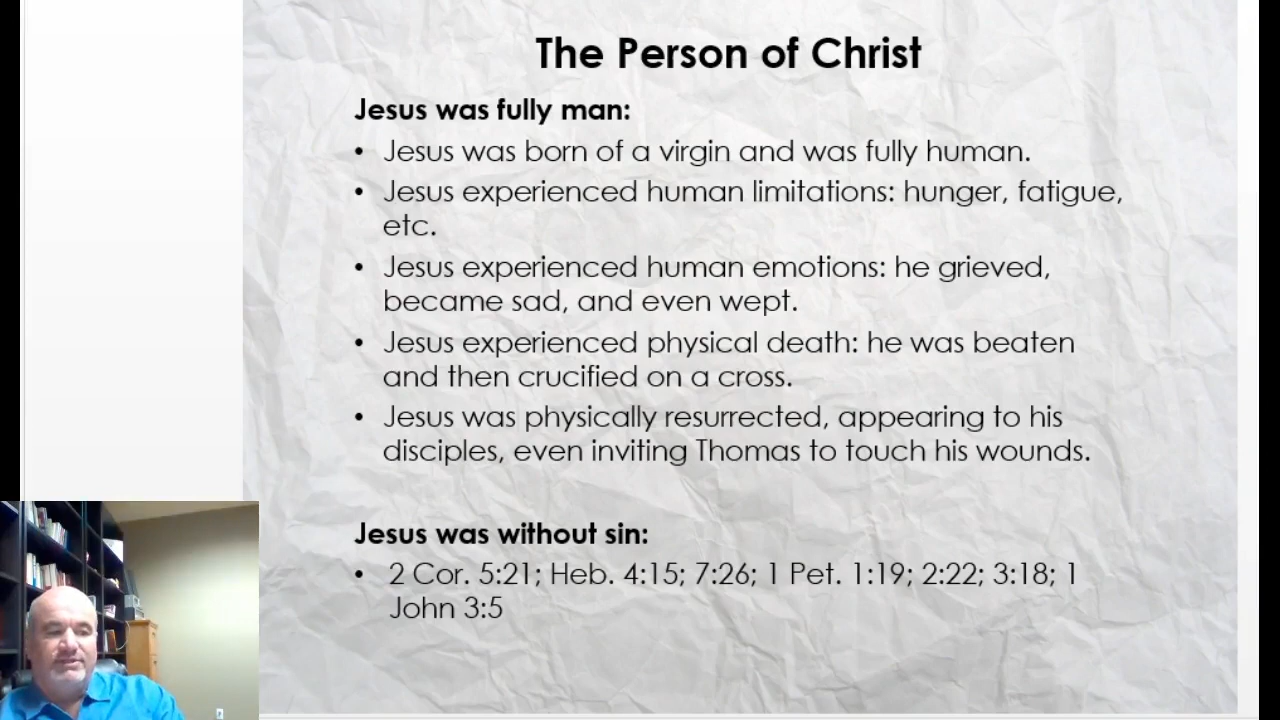 The Person of Christ
Jesus was fully man:
• Jesus was born of a virgin and was fully human.
• Jesus experienced human limitations: hunger, fatigue,
etc.
• Jesus experienced human emotions: he grieved,
became sad, and even wept.
• Jesus experienced physical death: he was beaten
and then crucified on a cross.
• Jesus was physically resurrected, appearing to his
disciples, even inviting Thomas to touch his wounds.
Jesus was without sin:
• 2 Cor. 5:21; Heb. 4:15; 7:26; 1 Pet. 1:19; 2:22; 3:18; 1
John 3:5